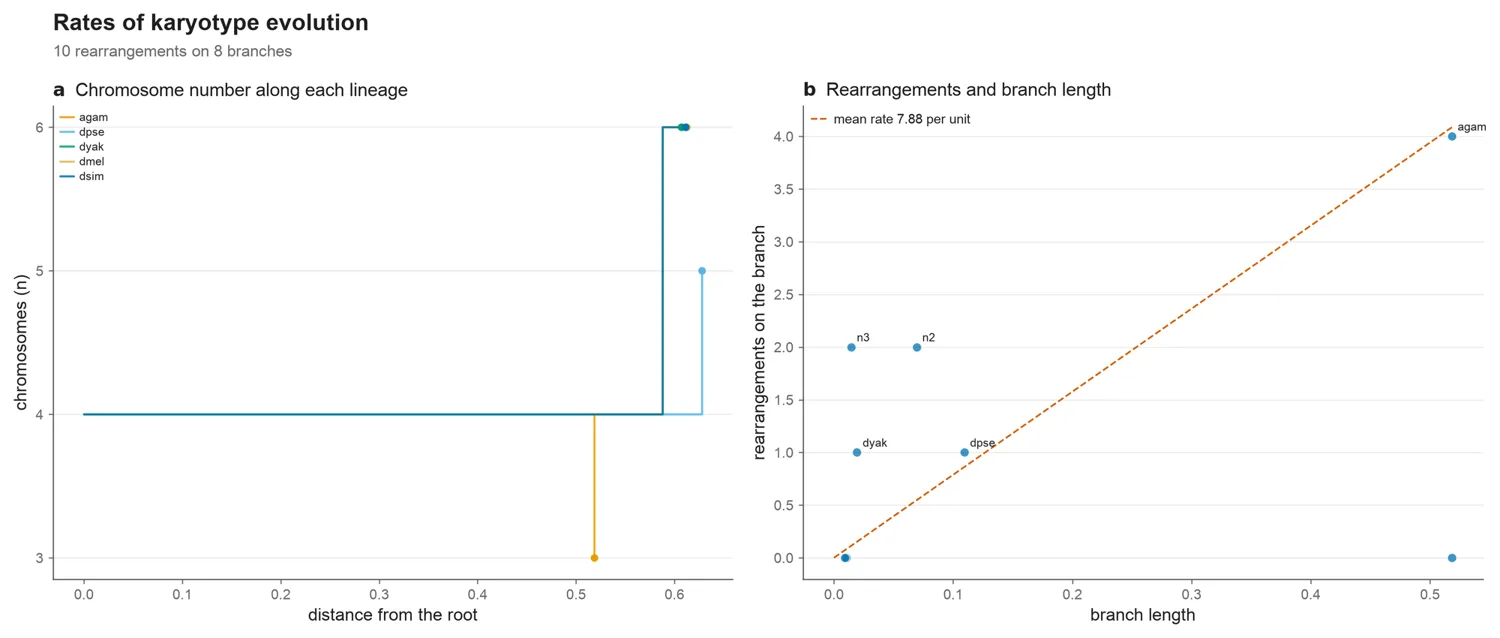 Rates of karyotype evolution
10 rearrangements on 8 branches
a Chromosome number along each lineage
agam
dpse
dyak
dmel
dsim
chromosomes (n)
6
5
4
3
0.0 0.1 0.2 0.3 0.4 0.5 0.6
distance from the root
b Rearrangements and branch length
mean rate 7.88 per unit
rearrangements on the branch
4.0
3.5
3.0
2.5
2.0
1.5
1.0
0.5
0.0
agam
n3 n2
dyak dpse
0.0 0.1 0.2 0.3 0.4 0.5
branch length